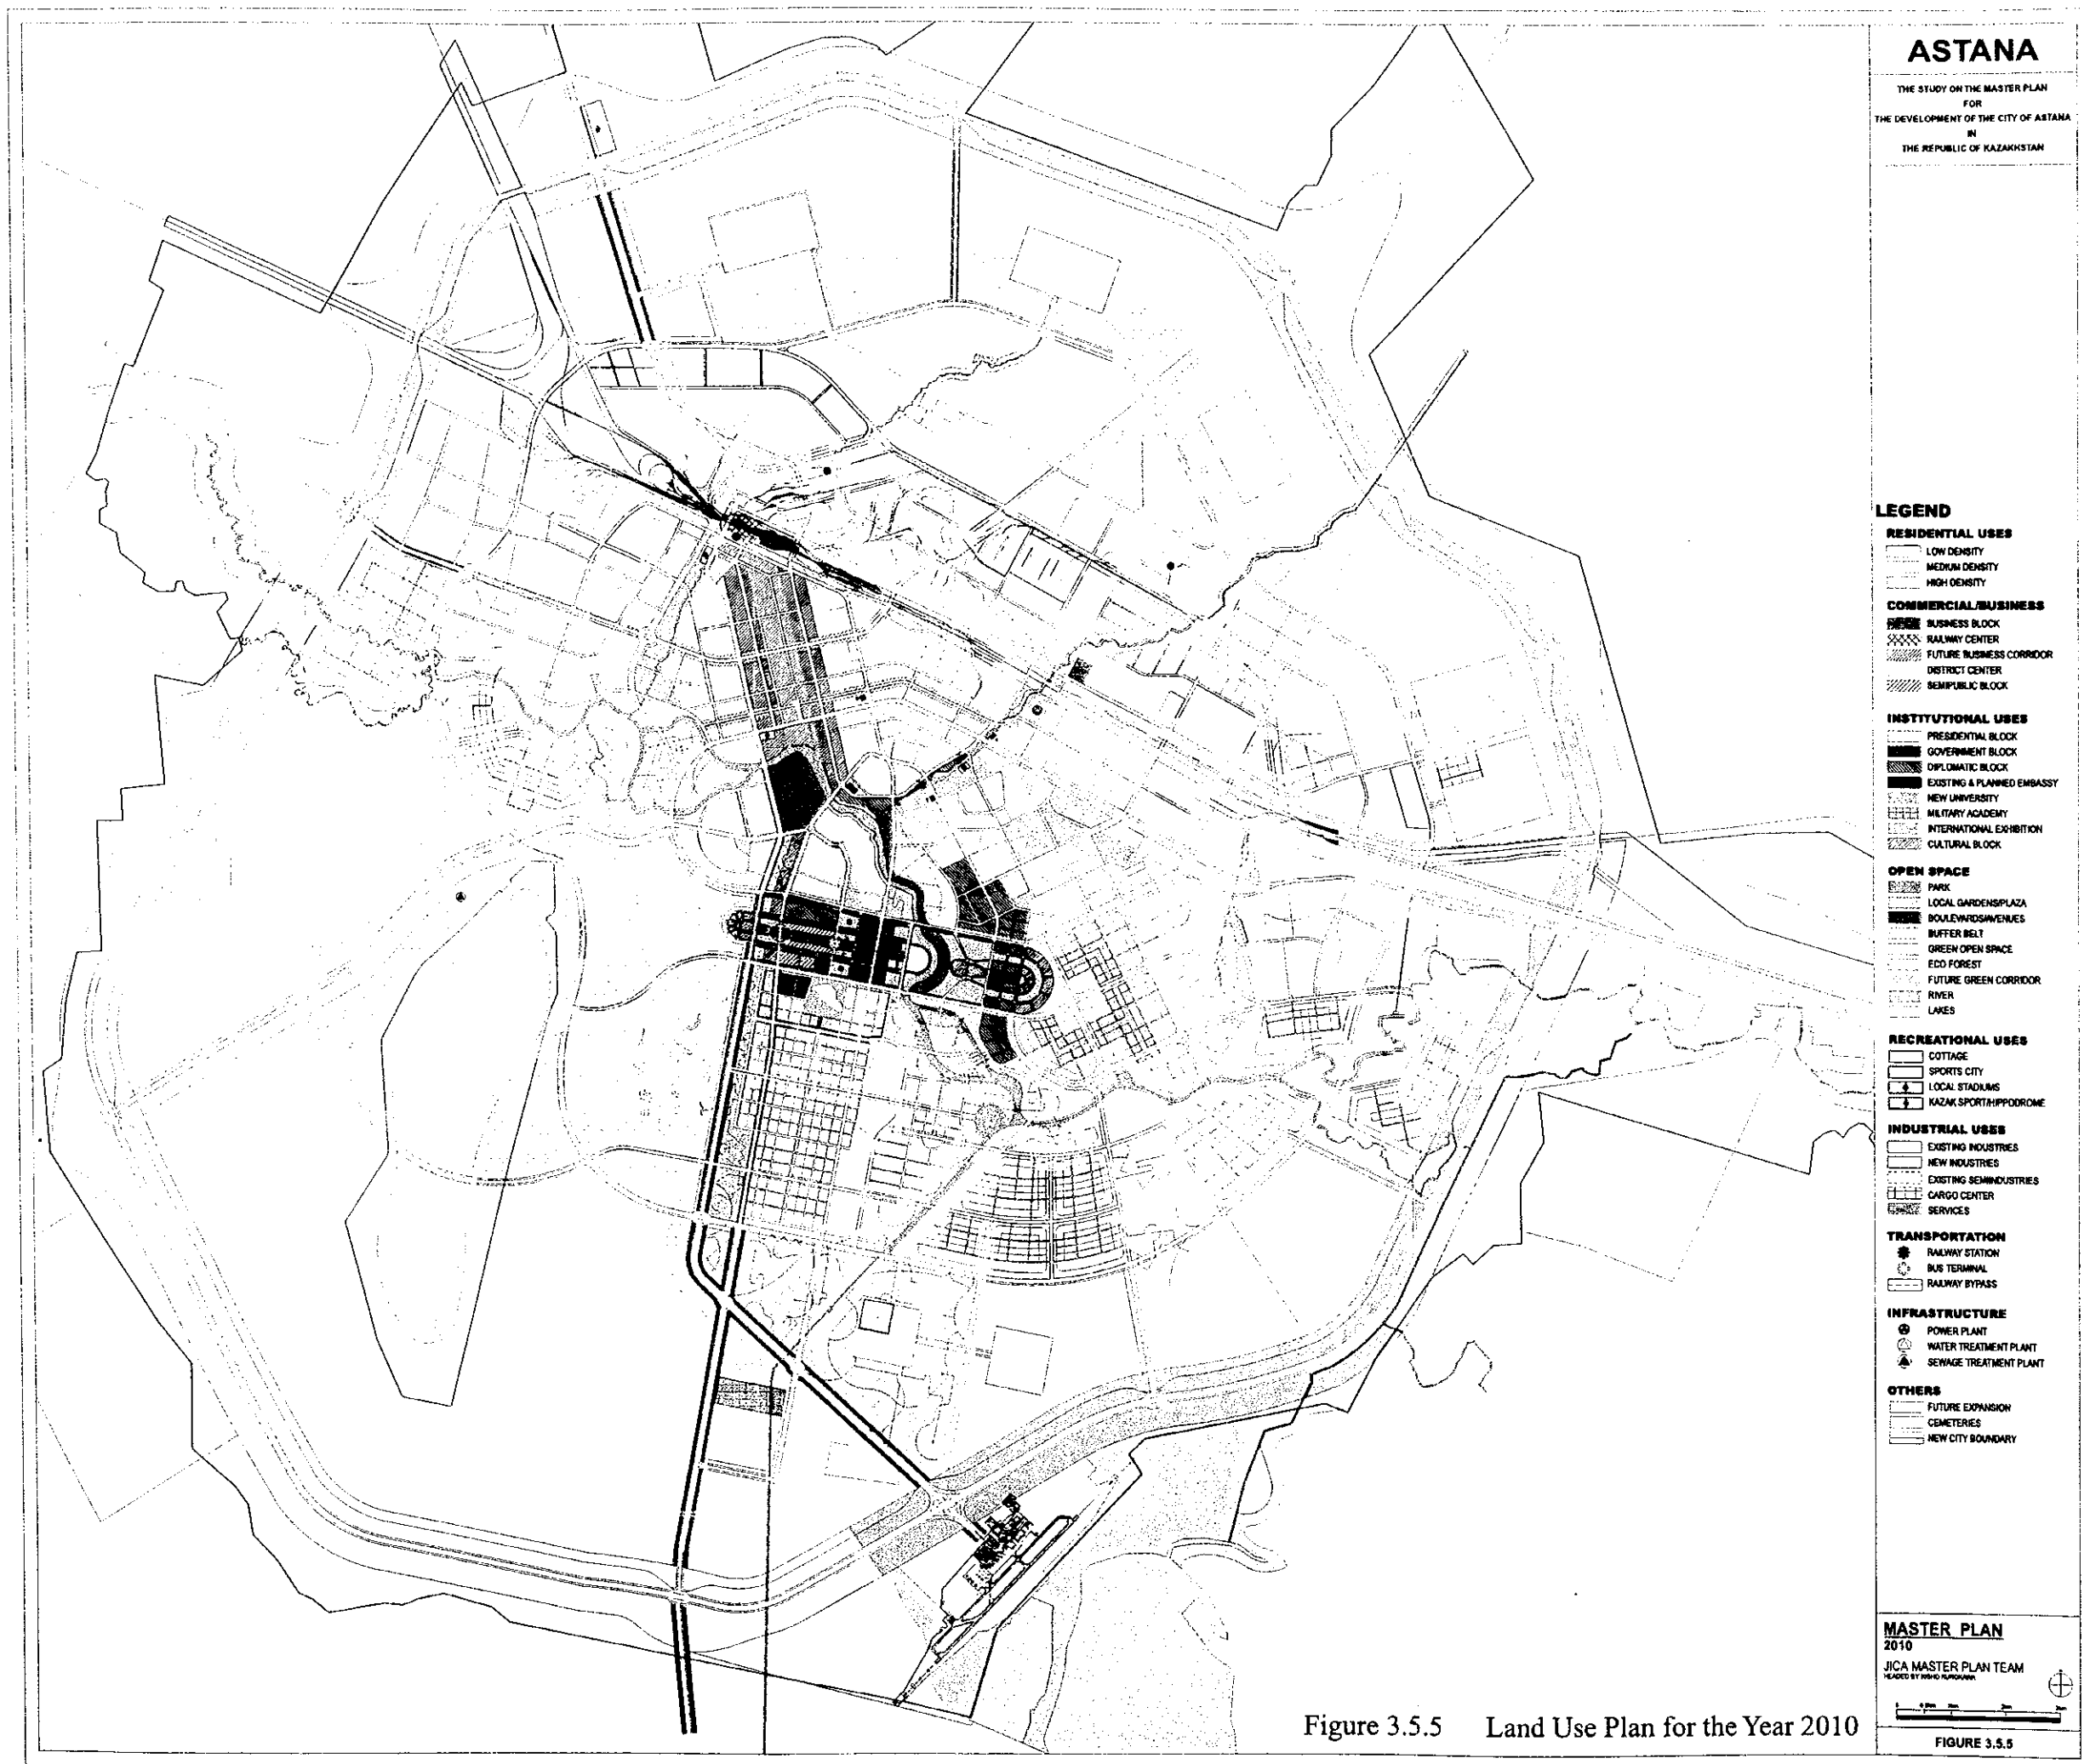 ASTANA
THE STUDY ON THE MASTER PLAN
FOR
THE DEVELOPMENT OF THE CITY OF ASTANA
IN
THE REPUBLIC OF KAZAKHSTAN
LEGEND
RESIDENTIAL USES
LOW DENSITY
MEDIUM DENSITY
HIGH DENSITY
COMMERCIAL/BUSINESS
BUSINESS BLOCK
RAILWAY CENTER
FUTURE BUSINESS CORRIDOR
DISTRICT CENTER
SEMIPUBLIC BLOCK
INSTITUTIONAL USES
PRESIDENTIAL BLOCK
GOVERNMENT BLOCK
DIPLOMATIC BLOCK
EXISTING & PLANNED EMBASSY
NEW UNIVERSITY
MILITARY ACADEMY
INTERNATIONAL EXHIBITION
CULTURAL BLOCK
OPEN SPACE
PARK
LOCAL GARDENS/PLAZA
BOULEVARDS/AVENUES
BUFFER BELT
GREEN OPEN SPACE
ECO FOREST
FUTURE GREEN CORRIDOR
RIVER
LAKES
RECREATIONAL USES
COTTAGE
SPORTS CITY
LOCAL STADIUMS
KAZAK SPORT/HIPPODROME
INDUSTRIAL USES
EXISTING INDUSTRIES
NEW INDUSTRIES
EXISTING SEMIINDUSTRIES
CARGO CENTER
SERVICES
TRANSPORTATION
RAILWAY STATION
BUS TERMINAL
RAILWAY BYPASS
INFRASTRUCTURE
POWER PLANT
WATER TREATMENT PLANT
SEWAGE TREATMENT PLANT
OTHERS
FUTURE EXPANSION
CEMETERIES
NEW CITY BOUNDARY
MASTER PLAN
2010
JICA MASTER PLAN TEAM
HEADED BY KISHO KUROKAWA
FIGURE 3.5.5
Figure 3.5.5 Land Use Plan for the Year 2010